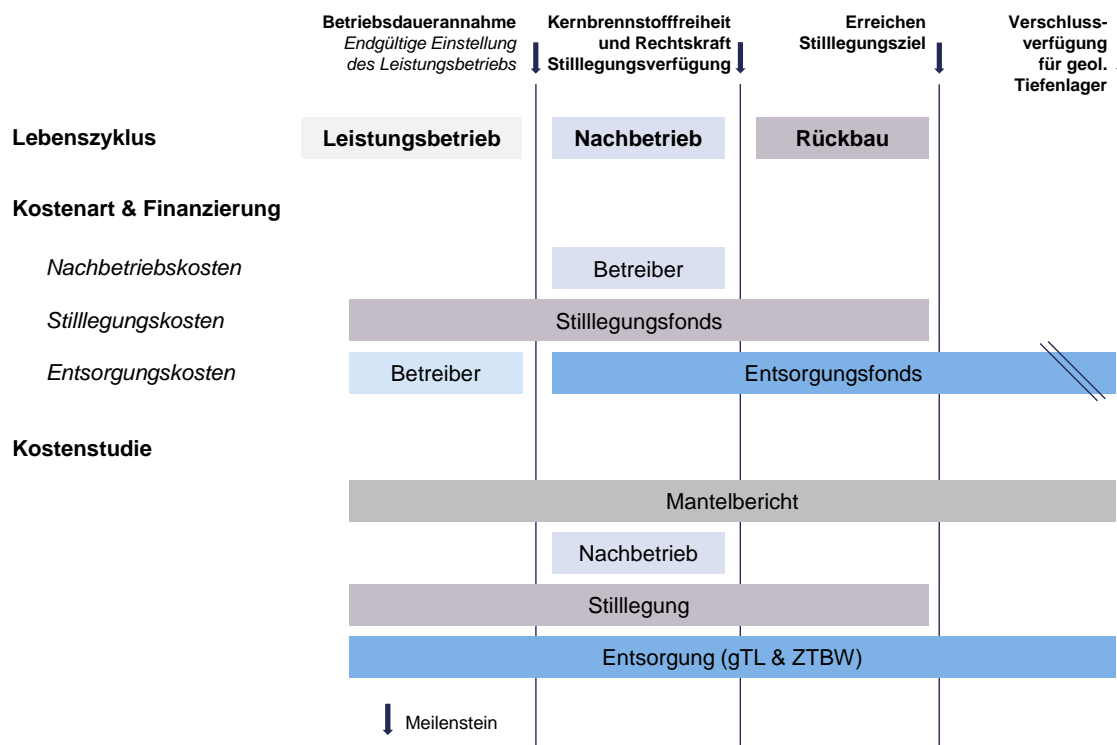 Betriebsdauerannahme
Endgültige Einstellung
des Leistungsbetriebs
Kernbrennstofffreiheit
und Rechtskraft
Stilllegungsverfügung
Erreichen
Stilllegungsziel
Verschluss-
verfügung
für geol.
Tiefenlager
Lebenszyklus
Leistungsbetrieb
Nachbetrieb
Rückbau
Kostenart & Finanzierung
Nachbetriebskosten
Betreiber
Stilllegungskosten
Stilllegungsfonds
Entsorgungskosten
Betreiber
Entsorgungsfonds
Kostenstudie
Mantelbericht
Nachbetrieb
Stilllegung
Entsorgung (gTL & ZTBW)
Meilenstein